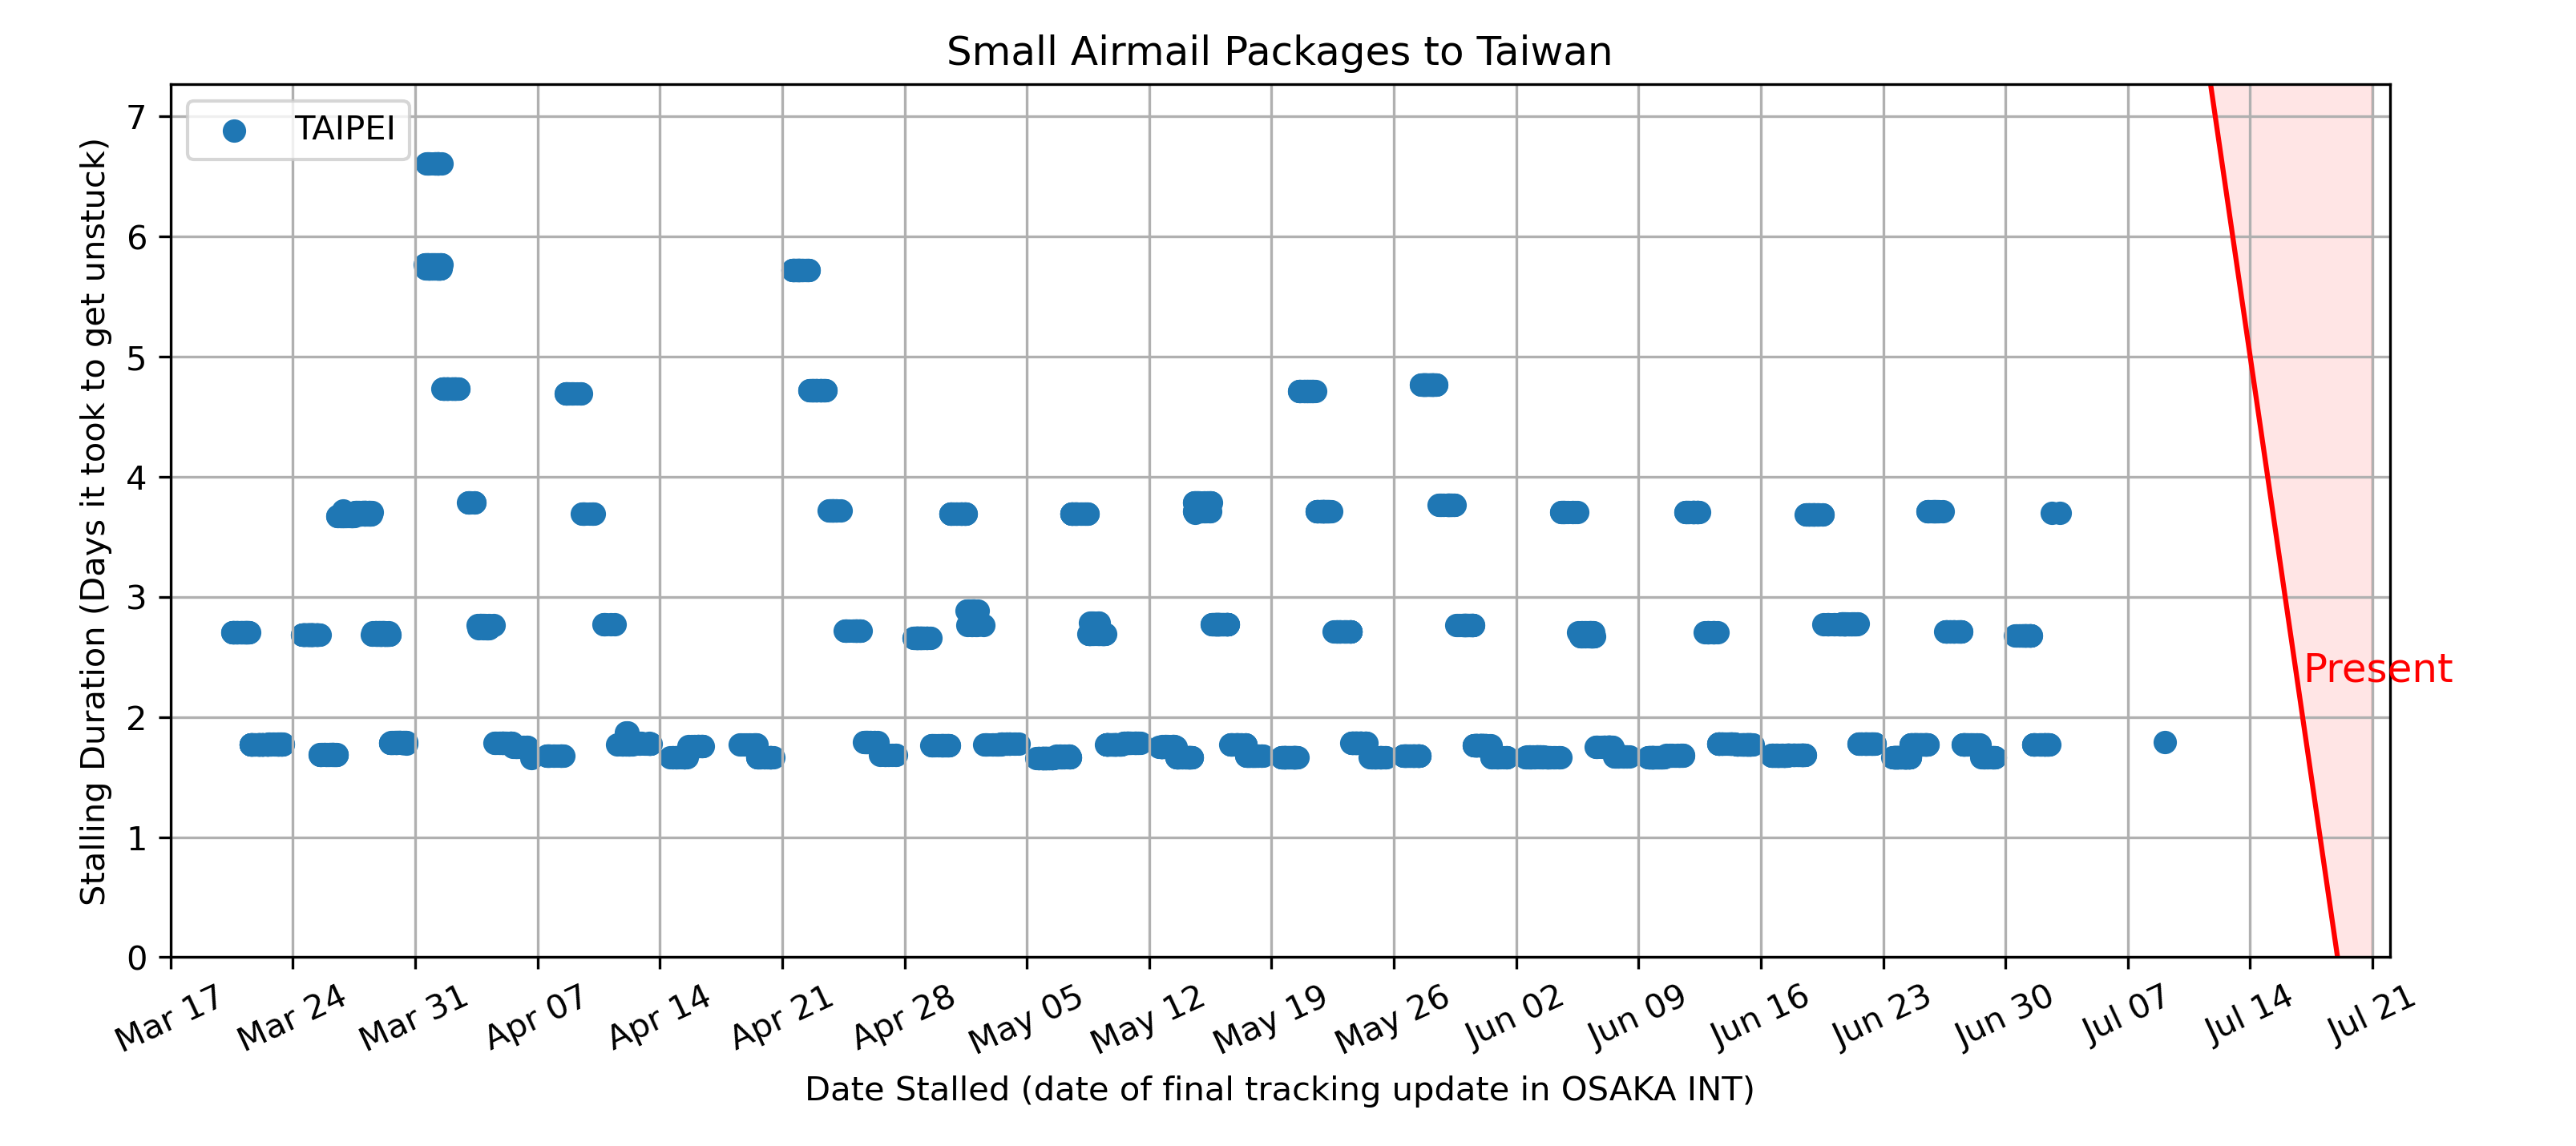 Small Airmail Packages to Taiwan
TAIPEI
Stalling Duration (Days it took to get unstuck)
7
6
5
4
3
2
1
0
Present
Mar 17
Mar 24
Mar 31
Apr 07
Apr 14
Apr 21
Apr 28
May 05
May 12
May 19
May 26
Jun 02
Jun 09
Jun 16
Jun 23
Jun 30
Jul 07
Jul 14
Jul 21
Date Stalled (date of final tracking update in OSAKA INT)